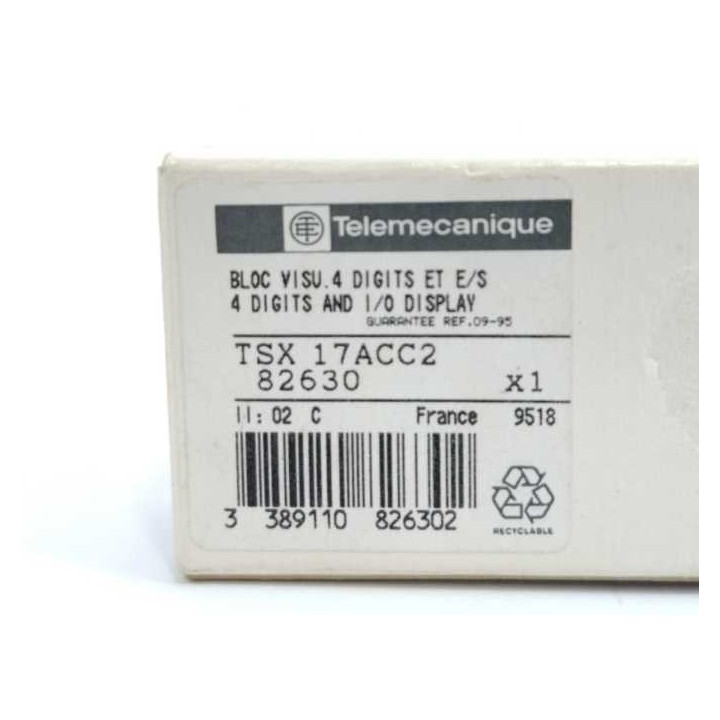 Telemecanique
BLOC VISU.4 DIGITS ET E/S
4 DIGITS AND I/O DISPLAY
GUARANTEE REF.09-95
TSX 17ACC2
82630 x1
II: 02 C France 9518
3 389110 826302
RECYCLABLE